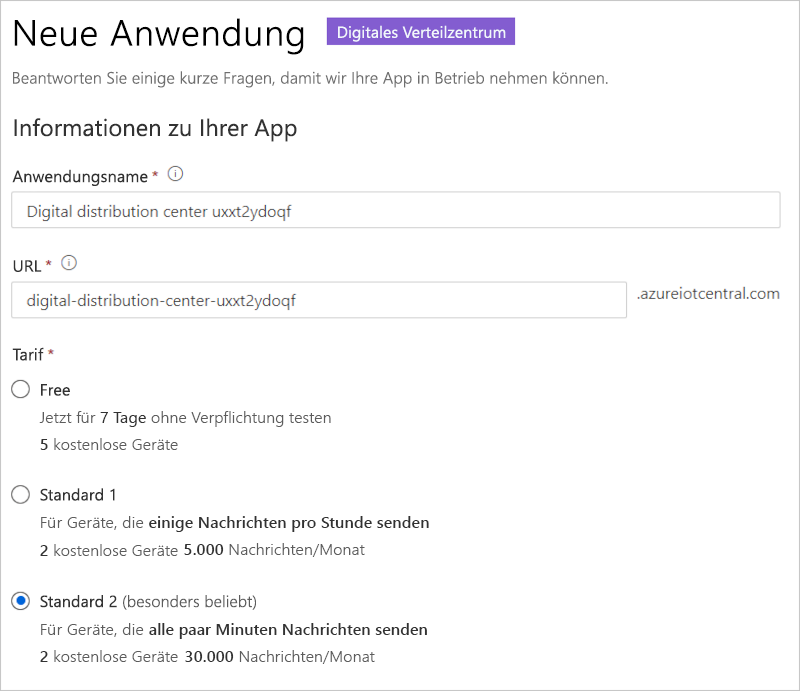 Neue Anwendung Digitales Verteilzentrum
Beantworten Sie einige kurze Fragen, damit wir Ihre App in Betrieb nehmen können.
Informationen zu Ihrer App
Anwendungsname *
Digital distribution center uxxt2ydoqf
URL *
digital-distribution-center-uxxt2ydoqf .azureiotcentral.com
Tarif *
Free
Jetzt für 7 Tage ohne Verpflichtung testen
5 kostenlose Geräte
Standard 1
Für Geräte, die einige Nachrichten pro Stunde senden
2 kostenlose Geräte 5.000 Nachrichten/Monat
Standard 2 (besonders beliebt)
Für Geräte, die alle paar Minuten Nachrichten senden
2 kostenlose Geräte 30.000 Nachrichten/Monat